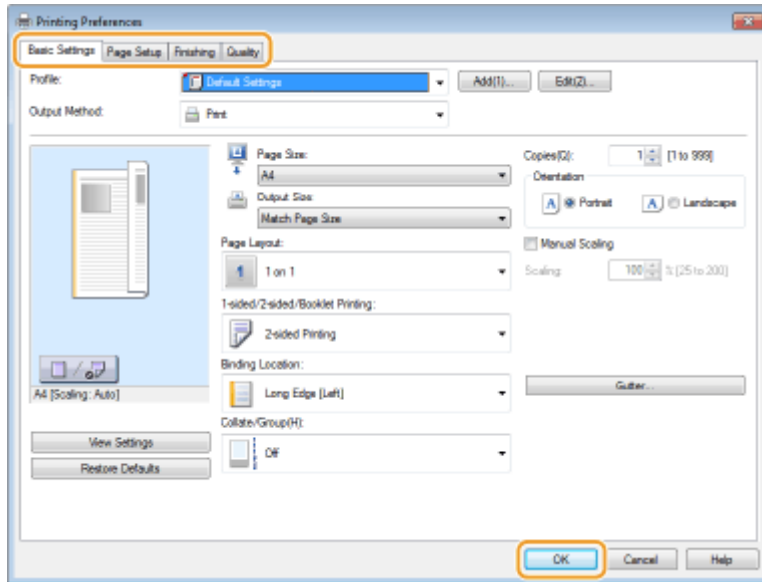 Printing Preferences
Basic Settings Page Setup Finishing Quality
Profile: Default Settings Add(1)... Edit(2)...
Output Method: Print
Page Size:
A4
Output Size:
Match Page Size
Copies(Q): 1 [1 to 999]
Orientation
A Portrait A Landscape
Page Layout:
1 1 on 1
Manual Scaling
Scaling: 100 % [25 to 200]
1-sided/2-sided/Booklet Printing:
2-sided Printing
Binding Location:
Long Edge [Left]
Gutter...
A4 [Scaling: Auto]
Collate/Group(H):
Off
View Settings
Restore Defaults
OK Cancel Help